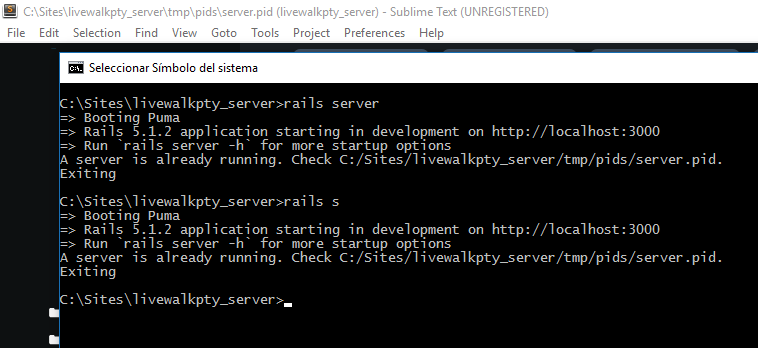 C:\Sites\livewalkpty_server\tmp\pids\server.pid (livewalkpty_server) - Sublime Text (UNREGISTERED)
File Edit Selection Find View Goto Tools Project Preferences Help
Seleccionar Símbolo del sistema
C:\Sites\livewalkpty_server>rails server
=> Booting Puma
=> Rails 5.1.2 application starting in development on http://localhost:3000
=> Run `rails server -h` for more startup options
A server is already running. Check C:/Sites/livewalkpty_server/tmp/pids/server.pid.
Exiting
C:\Sites\livewalkpty_server>rails s
=> Booting Puma
=> Rails 5.1.2 application starting in development on http://localhost:3000
=> Run `rails server -h` for more startup options
A server is already running. Check C:/Sites/livewalkpty_server/tmp/pids/server.pid.
Exiting
C:\Sites\livewalkpty_server>